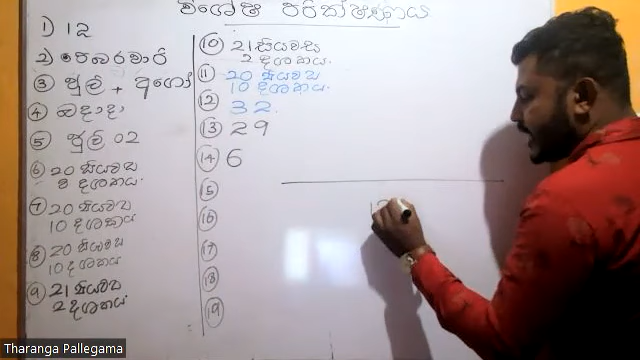 විශේෂ පරීක්ෂණය
1) 12
2) පෙබරවාරි
3 ජුලි + අගෝ
4 බදාදා
5 ජුලි 02
6 20 සියවස
8 දශකය.
7 20 සියවස
10 දශකය
8 20 සියවස
10 දශකය
9 21 සියවස
2 දශකය.
10 21 සියවස
2 දශකය.
11 20 සියවස
10 දශකය.
12 32.
13 29
14 6
15
16
17
18
19
Tharanga Pallegama